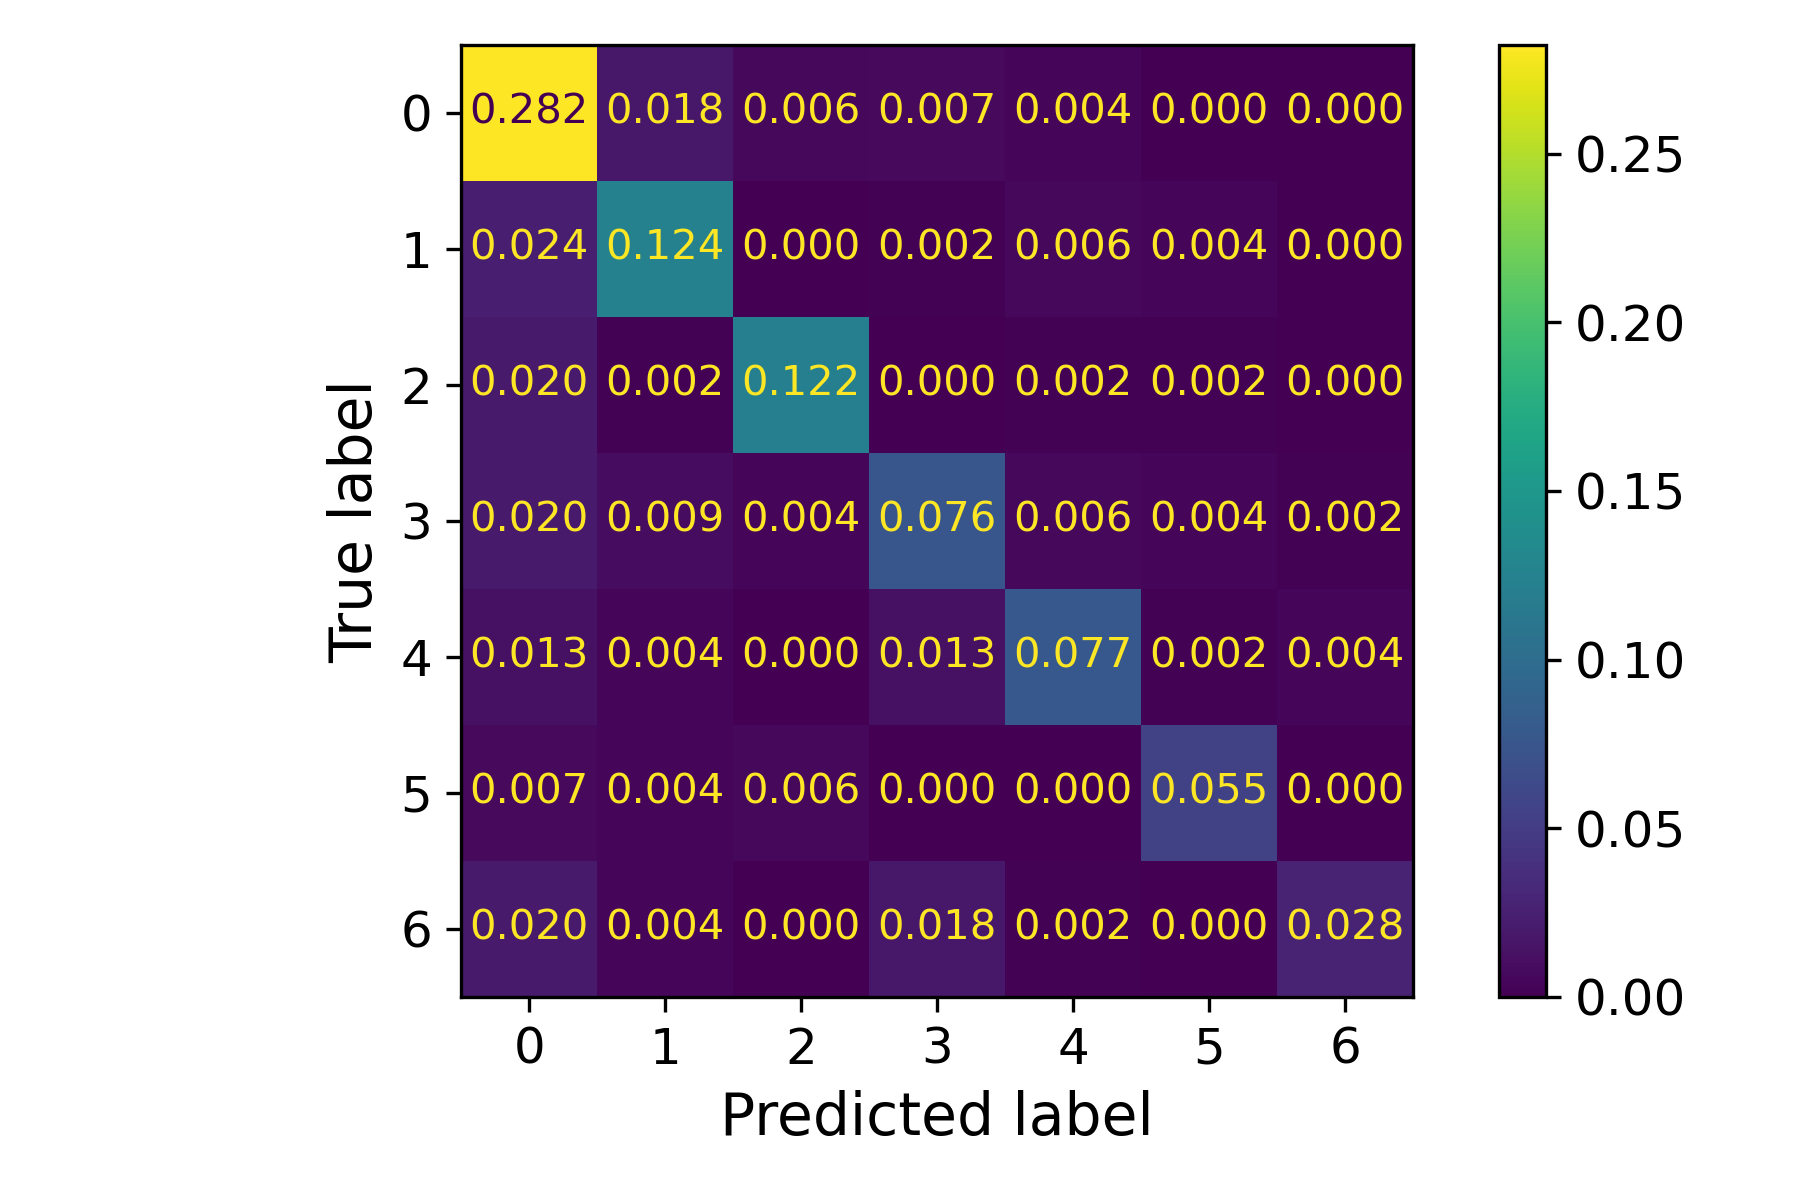 0 0.282 0.018 0.006 0.007 0.004 0.000 0.000
1 0.024 0.124 0.000 0.002 0.006 0.004 0.000
2 0.020 0.002 0.122 0.000 0.002 0.002 0.000
3 0.020 0.009 0.004 0.076 0.006 0.004 0.002
4 0.013 0.004 0.000 0.013 0.077 0.002 0.004
5 0.007 0.004 0.006 0.000 0.000 0.055 0.000
6 0.020 0.004 0.000 0.018 0.002 0.000 0.028
0 1 2 3 4 5 6
True label
Predicted label
0.25
0.20
0.15
0.10
0.05
0.00